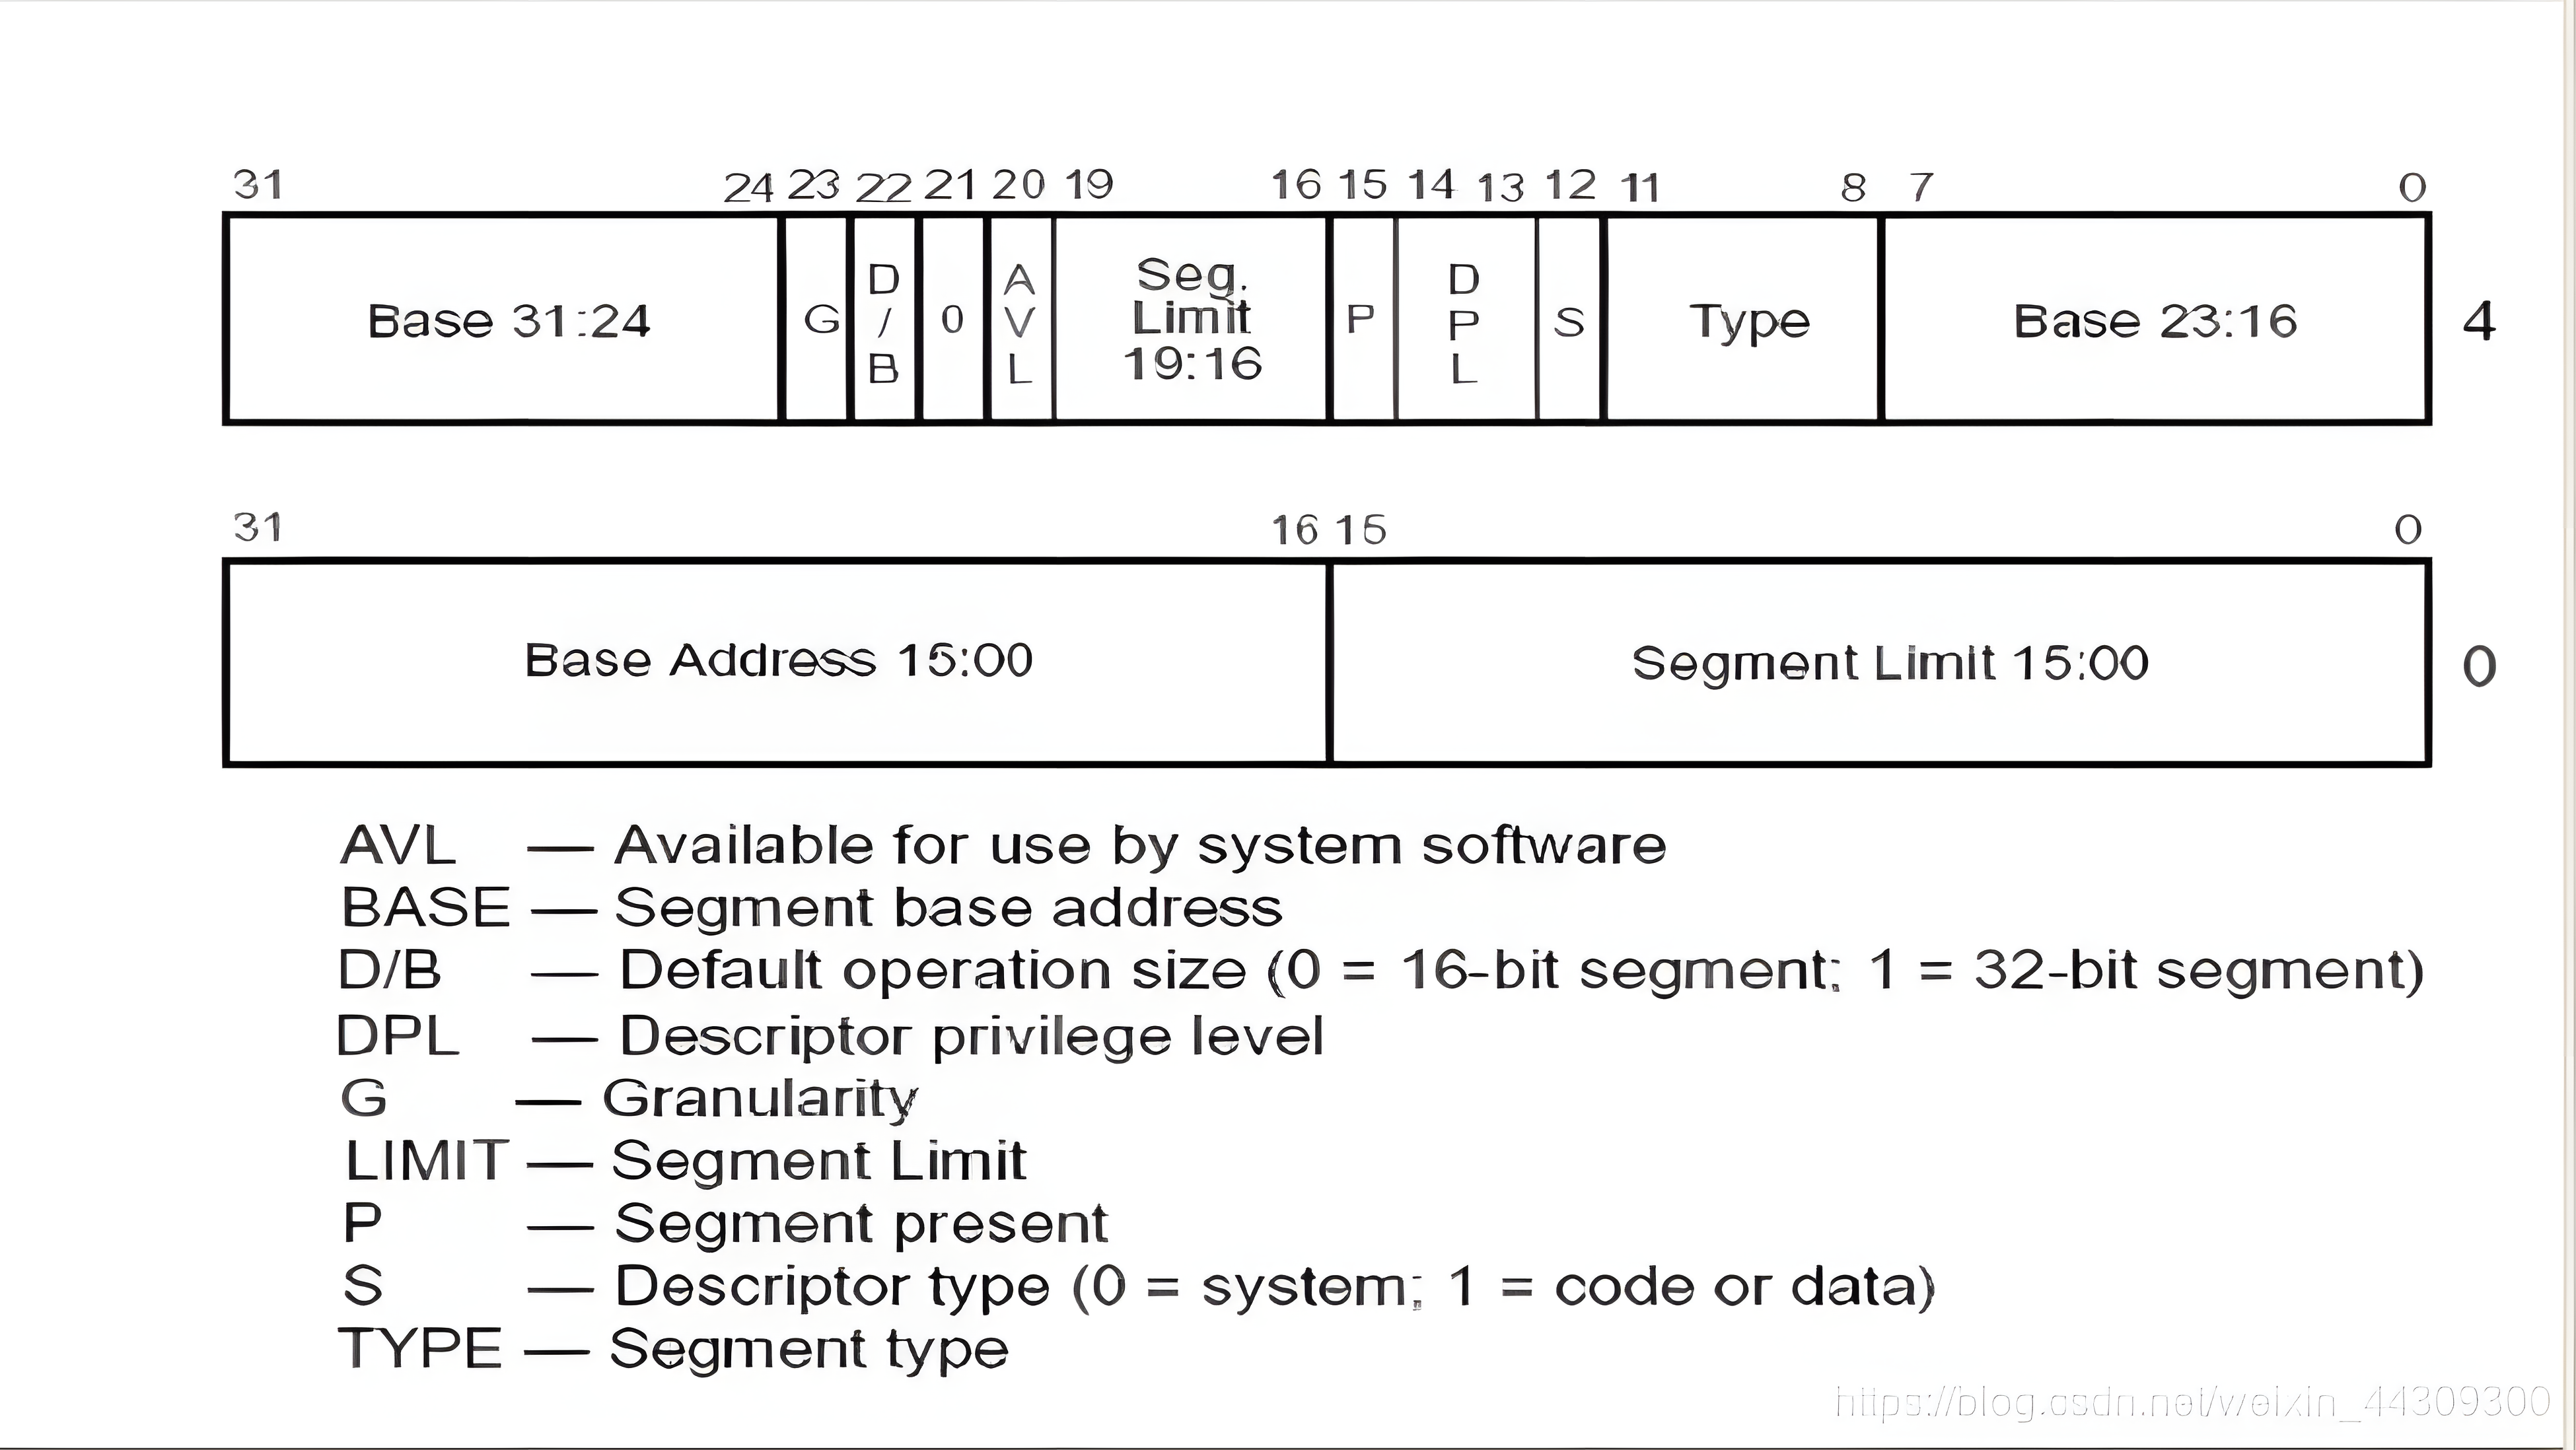 31 24 23 22 21 20 19 16 15 14 13 12 11 8 7 0
Base 31:24 G D/B 0 AVL Seg. Limit 19:16 P DPL S Type Base 23:16 4
31 16 15 0
Base Address 15:00 Segment Limit 15:00 0
AVL — Available for use by system software
BASE — Segment base address
D/B — Default operation size (0 = 16-bit segment; 1 = 32-bit segment)
DPL — Descriptor privilege level
G — Granularity
LIMIT — Segment Limit
P — Segment present
S — Descriptor type (0 = system; 1 = code or data)
TYPE — Segment type
https://blog.csdn.net/weixin_44309300